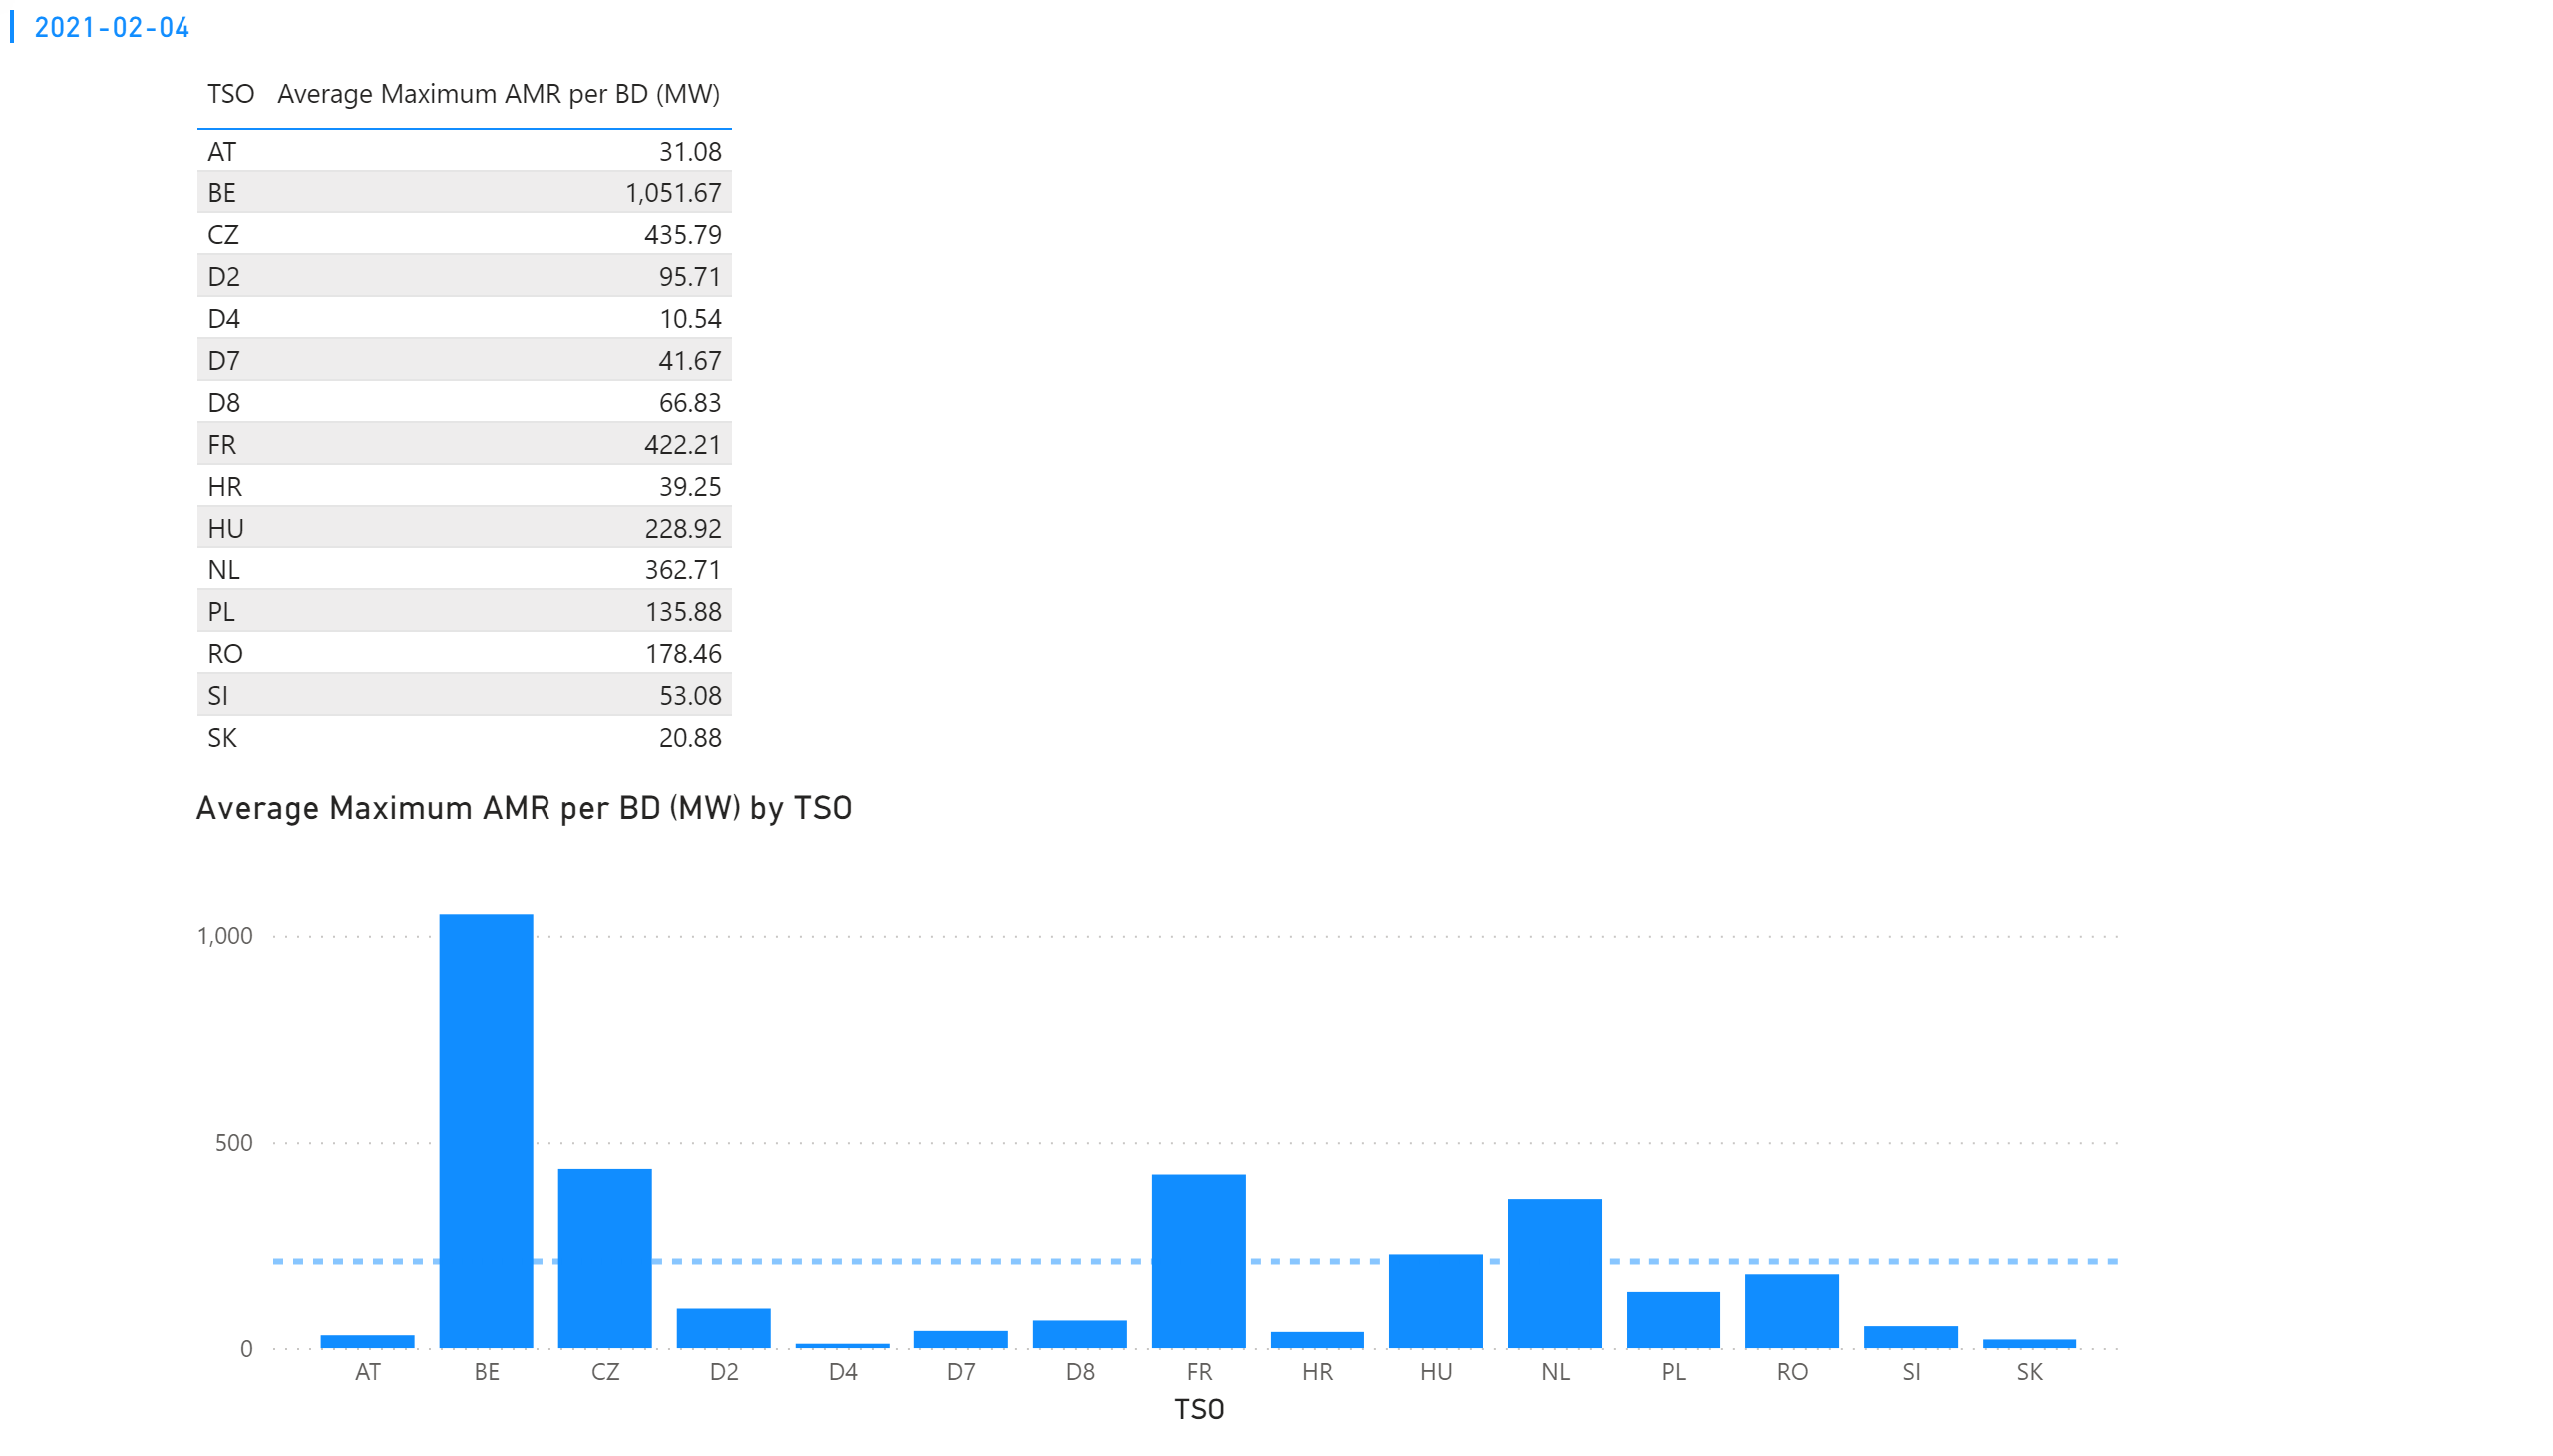 2021-02-04
TSO Average Maximum AMR per BD (MW)
AT 31.08
BE 1,051.67
CZ 435.79
D2 95.71
D4 10.54
D7 41.67
D8 66.83
FR 422.21
HR 39.25
HU 228.92
NL 362.71
PL 135.88
RO 178.46
SI 53.08
SK 20.88
Average Maximum AMR per BD (MW) by TSO
1,000
500
0
AT BE CZ D2 D4 D7 D8 FR HR HU NL PL RO SI SK
TSO